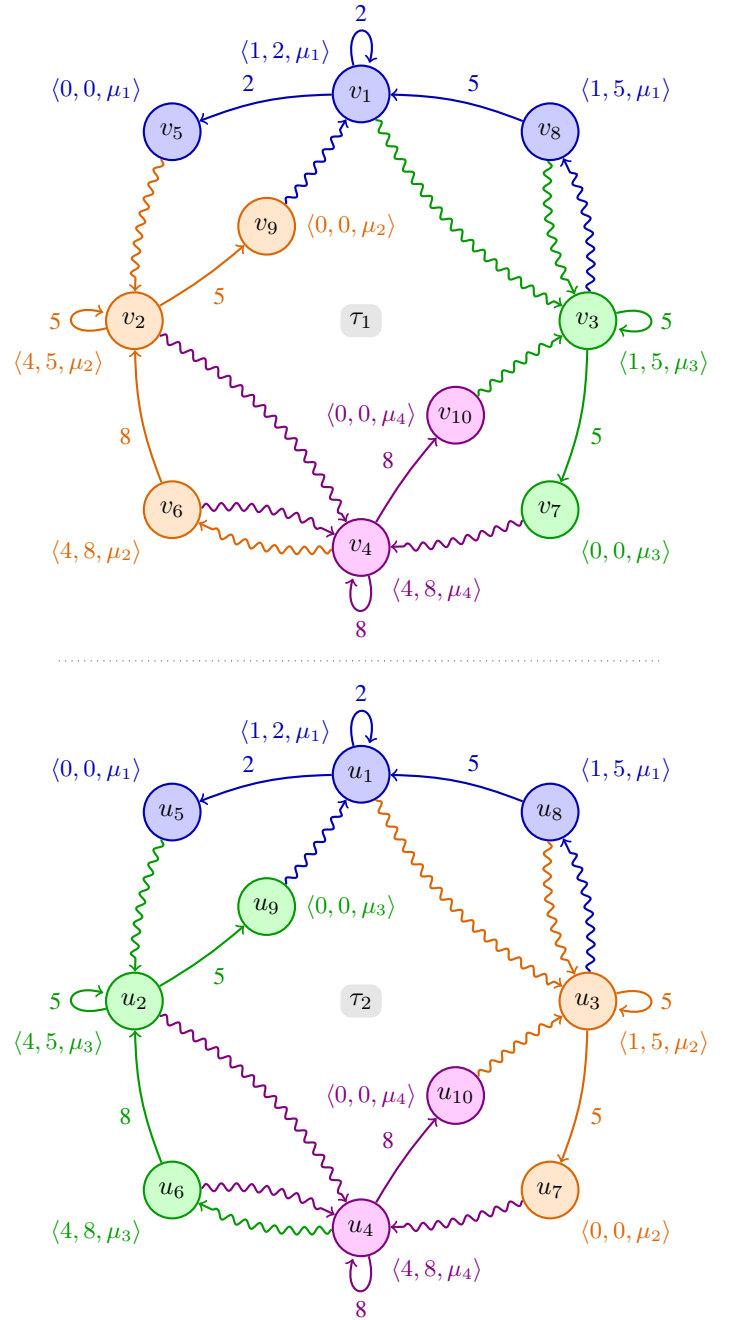 2
⟨1, 2, μ₁⟩
⟨0, 0, μ₁⟩ 2 v₁ 5 ⟨1, 5, μ₁⟩
v₅ v₈
v₉ ⟨0, 0, μ₂⟩
5
5 v₂ τ₁ v₃ 5
⟨4, 5, μ₂⟩ ⟨1, 5, μ₃⟩
⟨0, 0, μ₄⟩ v₁₀
8 8 5
v₆ v₇
⟨4, 8, μ₂⟩ v₄ ⟨0, 0, μ₃⟩
⟨4, 8, μ₄⟩
8
2
⟨1, 2, μ₁⟩
⟨0, 0, μ₁⟩ 2 u₁ 5 ⟨1, 5, μ₁⟩
u₅ u₈
u₉ ⟨0, 0, μ₃⟩
5
5 u₂ τ₂ u₃ 5
⟨4, 5, μ₃⟩ ⟨1, 5, μ₂⟩
⟨0, 0, μ₄⟩ u₁₀
8 8 5
u₆ u₇
⟨4, 8, μ₃⟩ u₄ ⟨0, 0, μ₂⟩
⟨4, 8, μ₄⟩
8